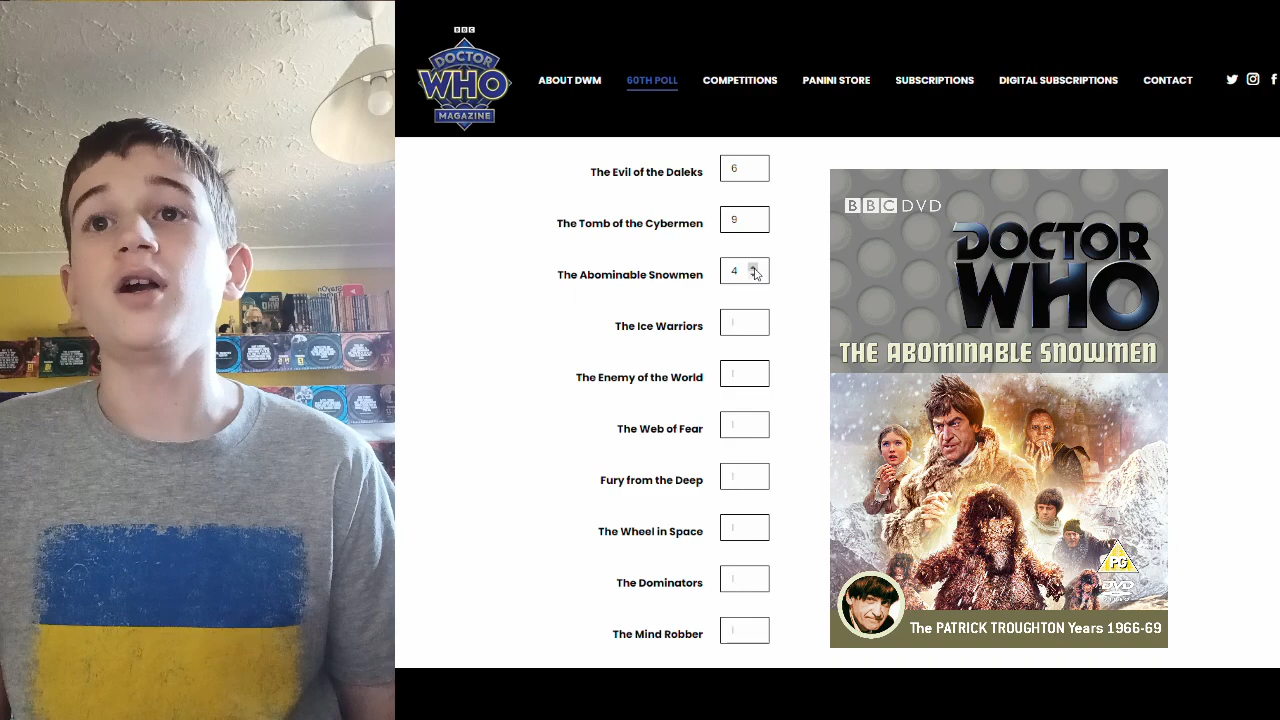 BBC
DOCTOR
WHO
MAGAZINE
ABOUT DWM
60TH POLL
COMPETITIONS
PANINI STORE
SUBSCRIPTIONS
DIGITAL SUBSCRIPTIONS
CONTACT
The Evil of the Daleks 6
The Tomb of the Cybermen 9
The Abominable Snowmen 4
The Ice Warriors
The Enemy of the World
The Web of Fear
Fury from the Deep
The Wheel in Space
The Dominators
The Mind Robber
BBC DVD
DOCTOR
WHO
THE ABOMINABLE SNOWMEN
PG
The PATRICK TROUGHTON Years 1966-69